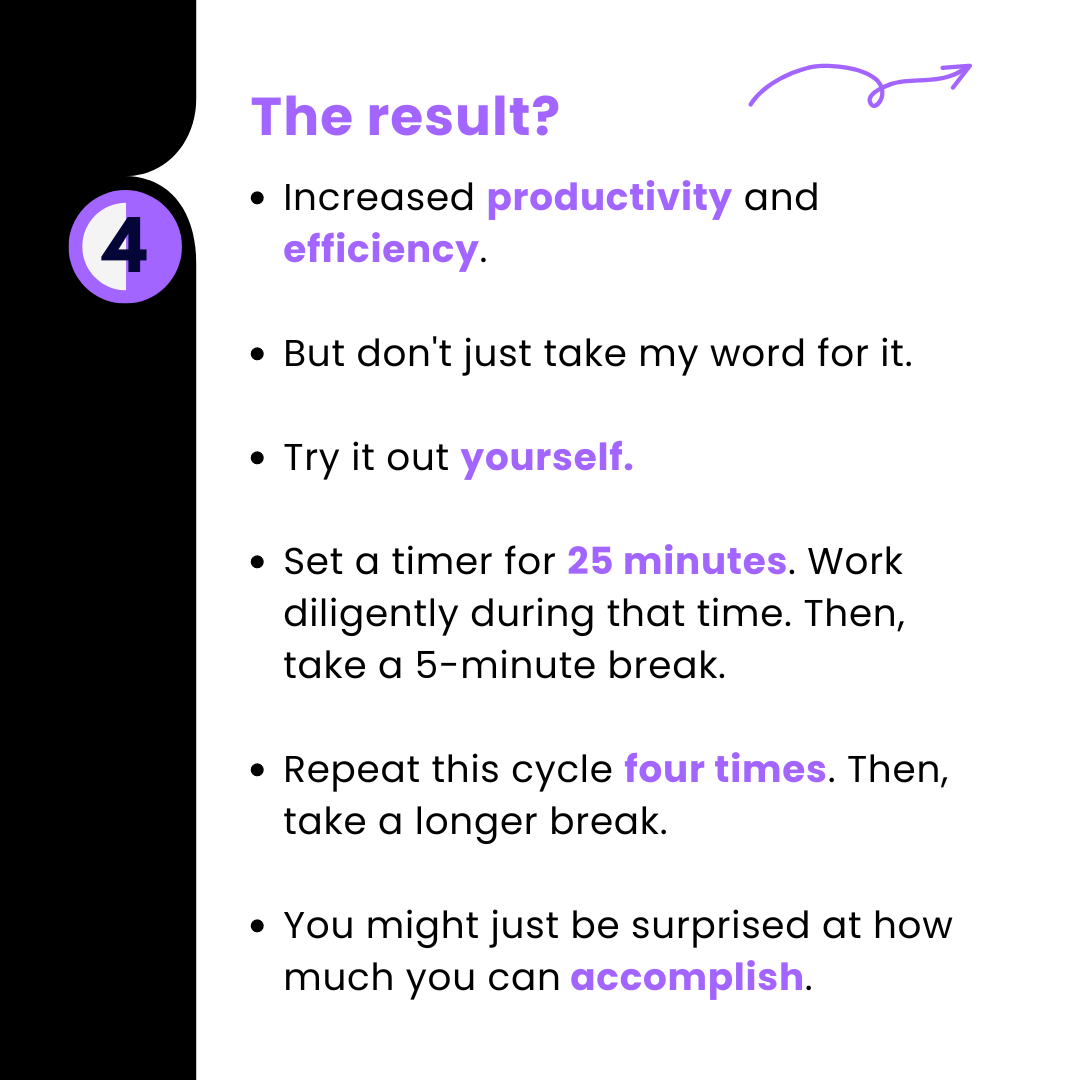 The result?
4
• Increased productivity and
efficiency.
• But don't just take my word for it.
• Try it out yourself.
• Set a timer for 25 minutes. Work
diligently during that time. Then,
take a 5-minute break.
• Repeat this cycle four times. Then,
take a longer break.
• You might just be surprised at how
much you can accomplish.